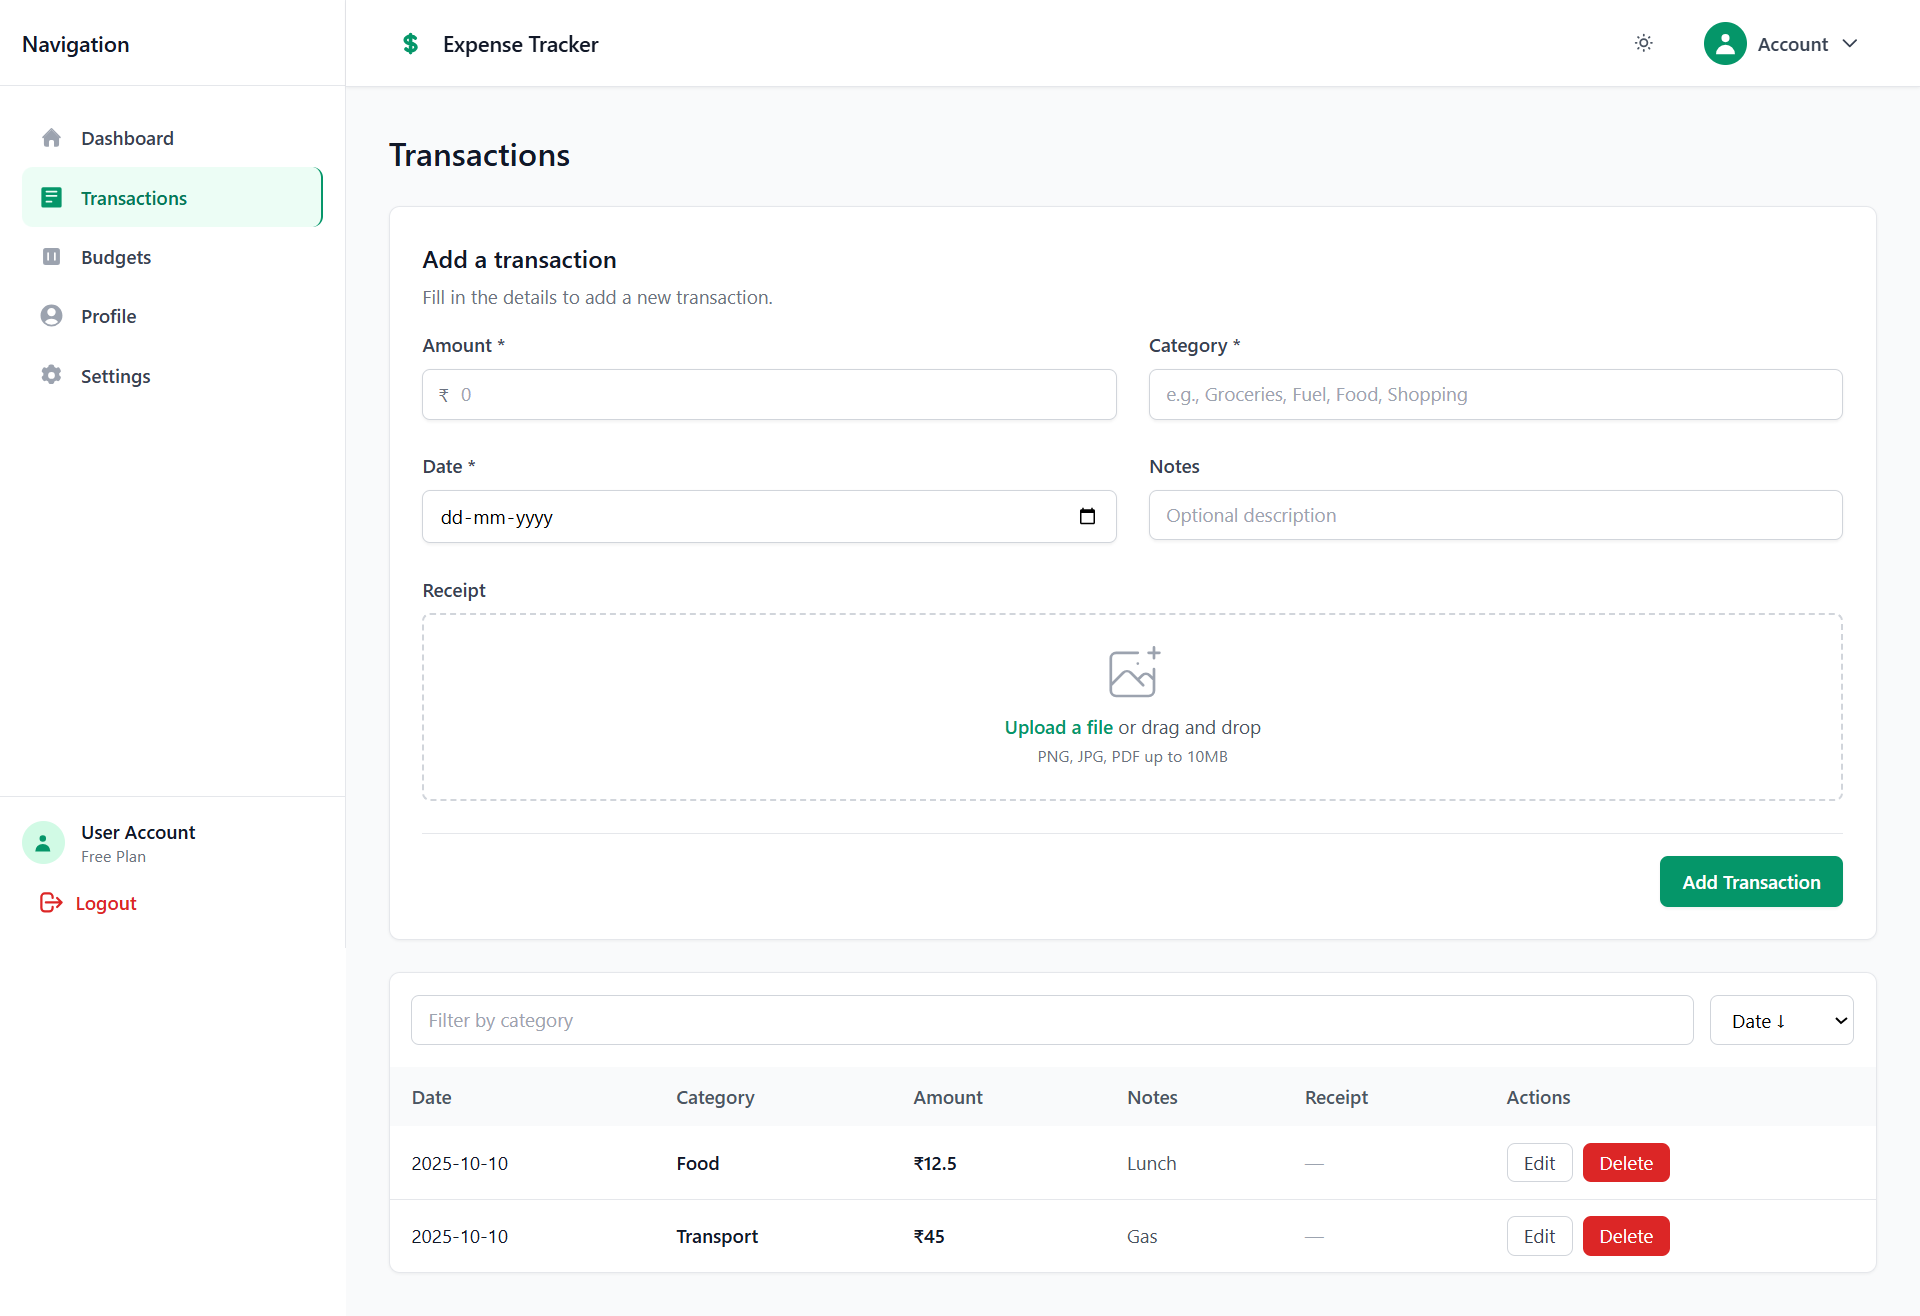 Navigation
$ Expense Tracker
Account
Dashboard
Transactions
Budgets
Profile
Settings
User Account
Free Plan
Logout
Transactions
Add a transaction
Fill in the details to add a new transaction.
Amount *
Category *
₹ 0
e.g., Groceries, Fuel, Food, Shopping
Date *
Notes
dd-mm-yyyy
Optional description
Receipt
Upload a file or drag and drop
PNG, JPG, PDF up to 10MB
Add Transaction
Filter by category
Date ↓
Date Category Amount Notes Receipt Actions
2025-10-10 Food ₹12.5 Lunch — Edit Delete
2025-10-10 Transport ₹45 Gas — Edit Delete